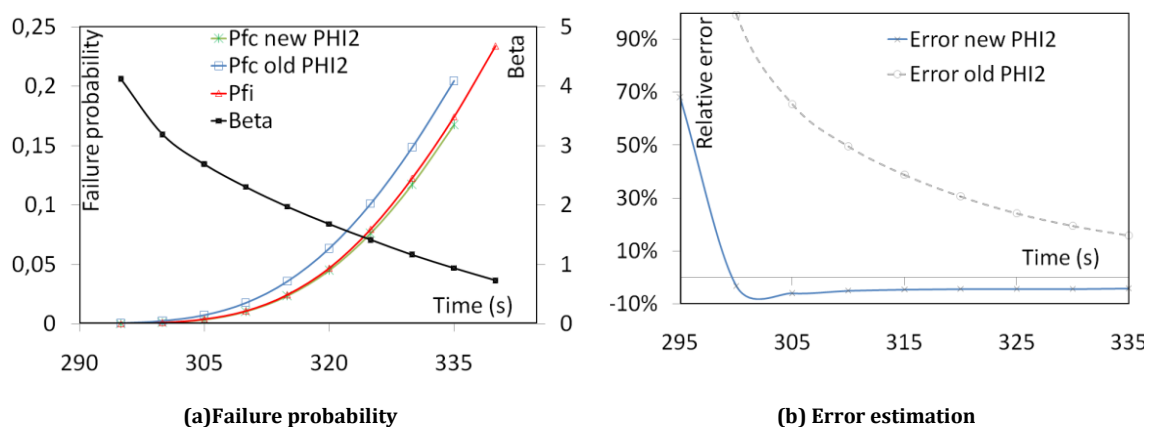 0,25
0,2
0,15
0,1
0,05
0
Failure probability
Pfc new PHI2
Pfc old PHI2
Pfi
Beta
5
4
3
2
1
0
Beta
Time (s)
290
305
320
335
(a)Failure probability
90%
70%
50%
30%
10%
-10%
Relative error
Error new PHI2
Error old PHI2
Time (s)
295
305
315
325
335
(b) Error estimation